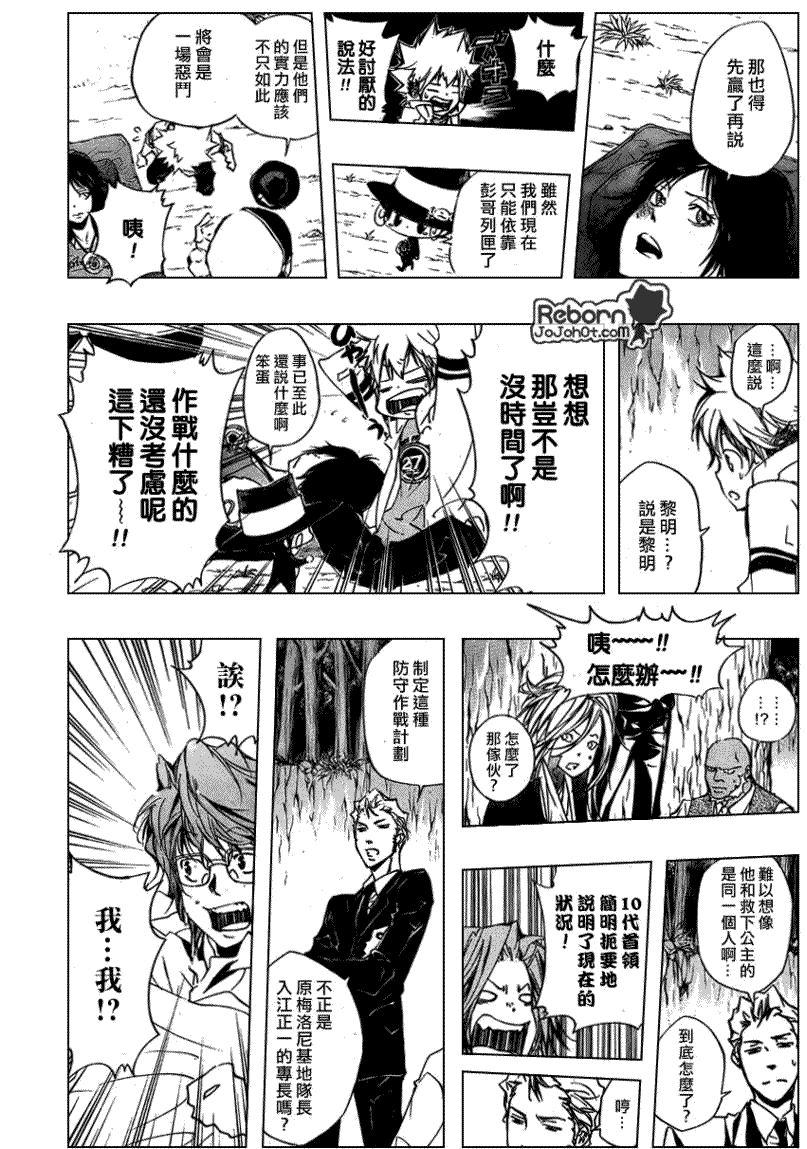 那也得
先贏了再說
什麼
好討厭的
說法!!
雖然
我們現在
只能依靠
彭哥列匣了
但是他們
的實力應該
不只如此
將會是
一場惡鬥
咦!
Reborn
JoJoHOt.com
…啊…
這麼說
黎明…?
說是黎明
想想
那豈不是
沒時間了啊!!
27
事已至此
還說什麼啊
笨蛋
作戰什麼的
還沒考慮呢
這下糟了~!!
咦~~~!!
怎麼辦~~!!
……
!?
怎麼了
那傢伙?
難以想像
他和救下公主的
是同一個人啊…
到底怎麼了?
10代首領
簡明扼要地
說明了現在的
狀況!
哼…
制定這種
防守作戰計劃
不正是
原梅洛尼基地隊長
入江正一的專長嗎?
誒!?
我…我!?